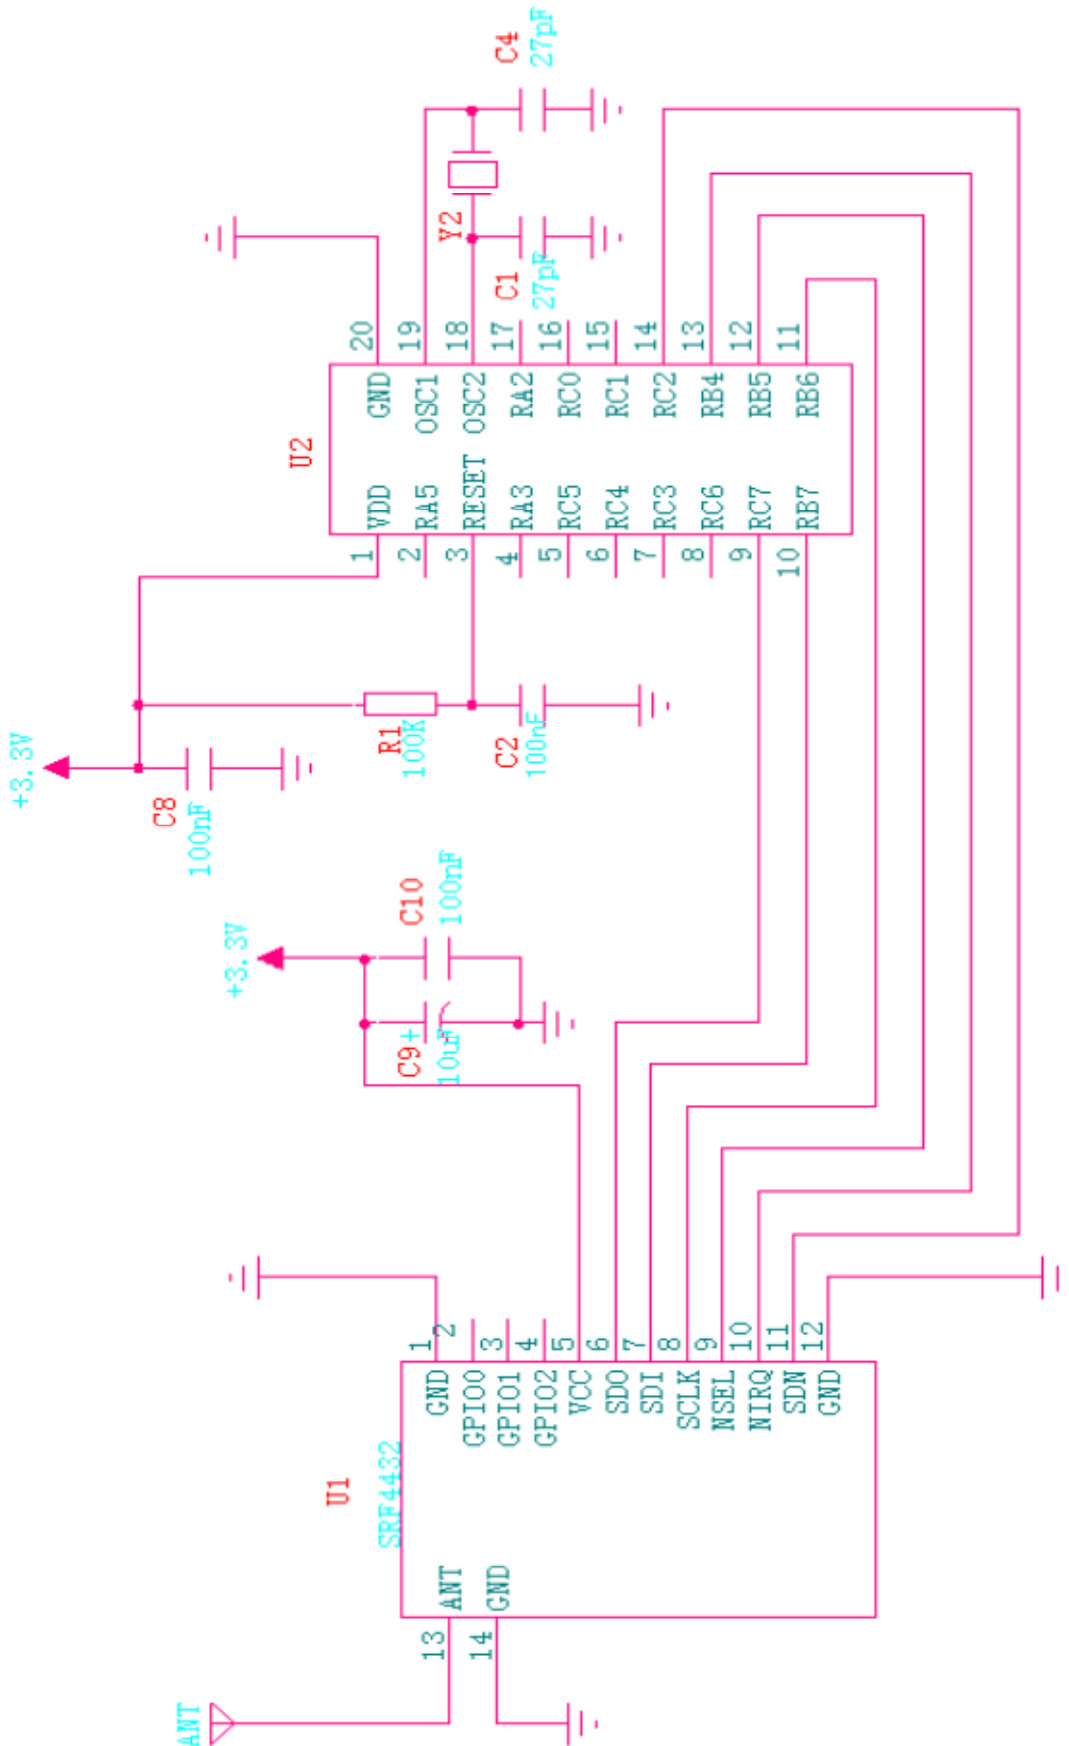 ANT
13
ANT
14
GND
U1
SRF4432
GND 1
GPIO0 2
GPIO1 3
GPIO2 4
VCC 5
SDO 6
SDI 7
SCLK 8
NSEL 9
NIRQ 10
SDN 11
GND 12
+3.3V
C9 +
10uF
C10
100nF
+3.3V
C8
100nF
R1
100K
C2
100nF
U2
1 VDD GND 20
2 RA5 OSC1 19
3 RESET OSC2 18
4 RA3 RA2 17
5 RC5 RC0 16
6 RC4 RC1 15
7 RC3 RC2 14
8 RC6 RB4 13
9 RC7 RB5 12
10 RB7 RB6 11
Y2
C1
27pF
C4
27pF